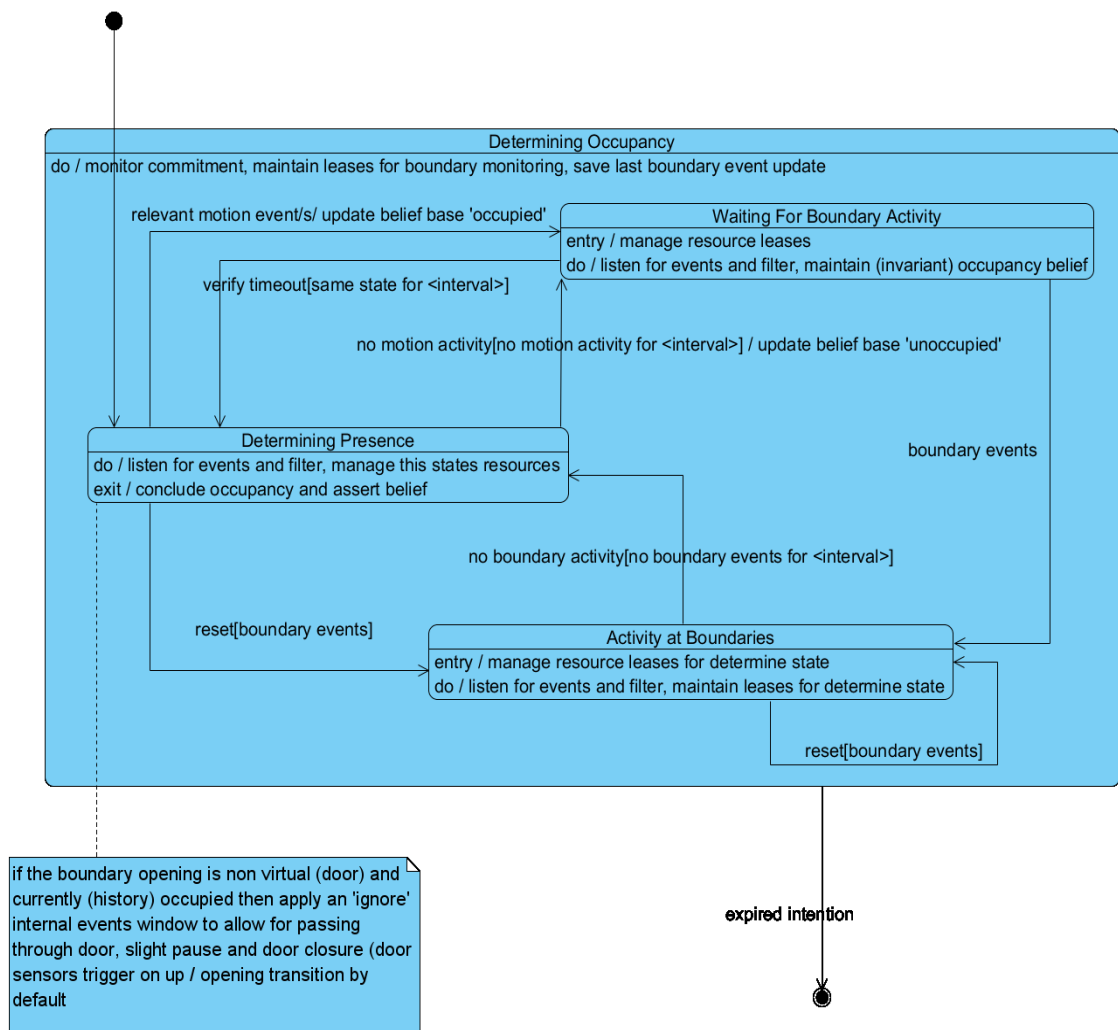 Determining Occupancy
do / monitor commitment, maintain leases for boundary monitoring, save last boundary event update
relevant motion event/s/ update belief base 'occupied'
Waiting For Boundary Activity
entry / manage resource leases
do / listen for events and filter, maintain (invariant) occupancy belief
verify timeout[same state for <interval>]
no motion activity[no motion activity for <interval>] / update belief base 'unoccupied'
Determining Presence
do / listen for events and filter, manage this states resources
exit / conclude occupancy and assert belief
boundary events
no boundary activity[no boundary events for <interval>]
reset[boundary events]
Activity at Boundaries
entry / manage resource leases for determine state
do / listen for events and filter, maintain leases for determine state
reset[boundary events]
if the boundary opening is non virtual (door) and
currently (history) occupied then apply an 'ignore'
internal events window to allow for passing
through door, slight pause and door closure (door
sensors trigger on up / opening transition by
default
expired intention